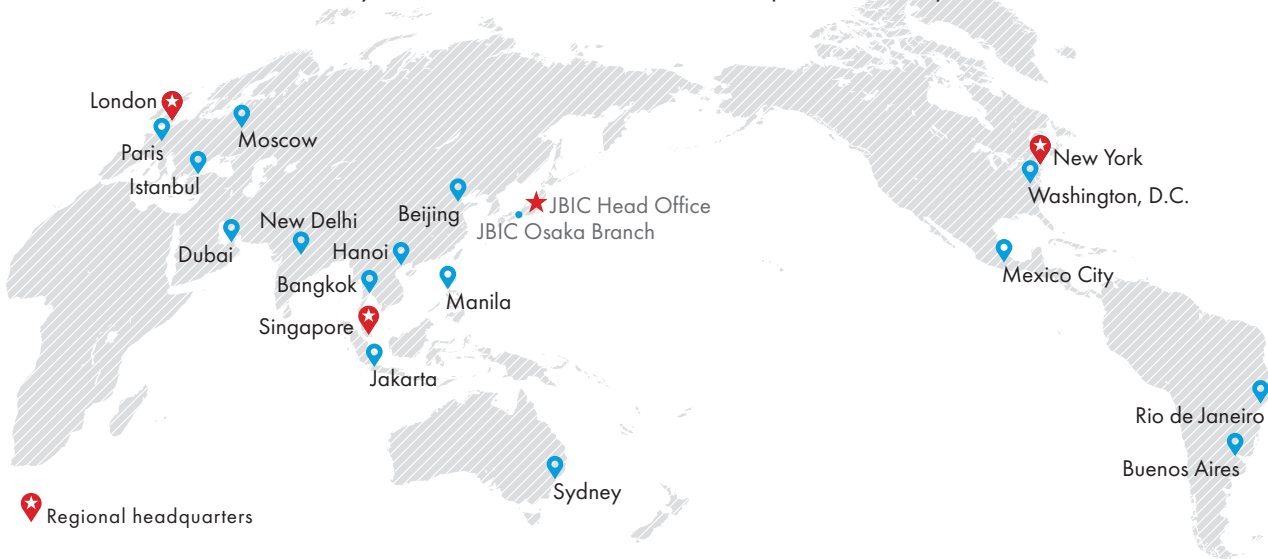 London
Moscow
Paris
Istanbul
New York
Washington, D.C.
JBIC Head Office
Beijing
New Delhi
JBIC Osaka Branch
Dubai
Hanoi
Mexico City
Bangkok
Manila
Singapore
Jakarta
Rio de Janeiro
Buenos Aires
Sydney
Regional headquarters